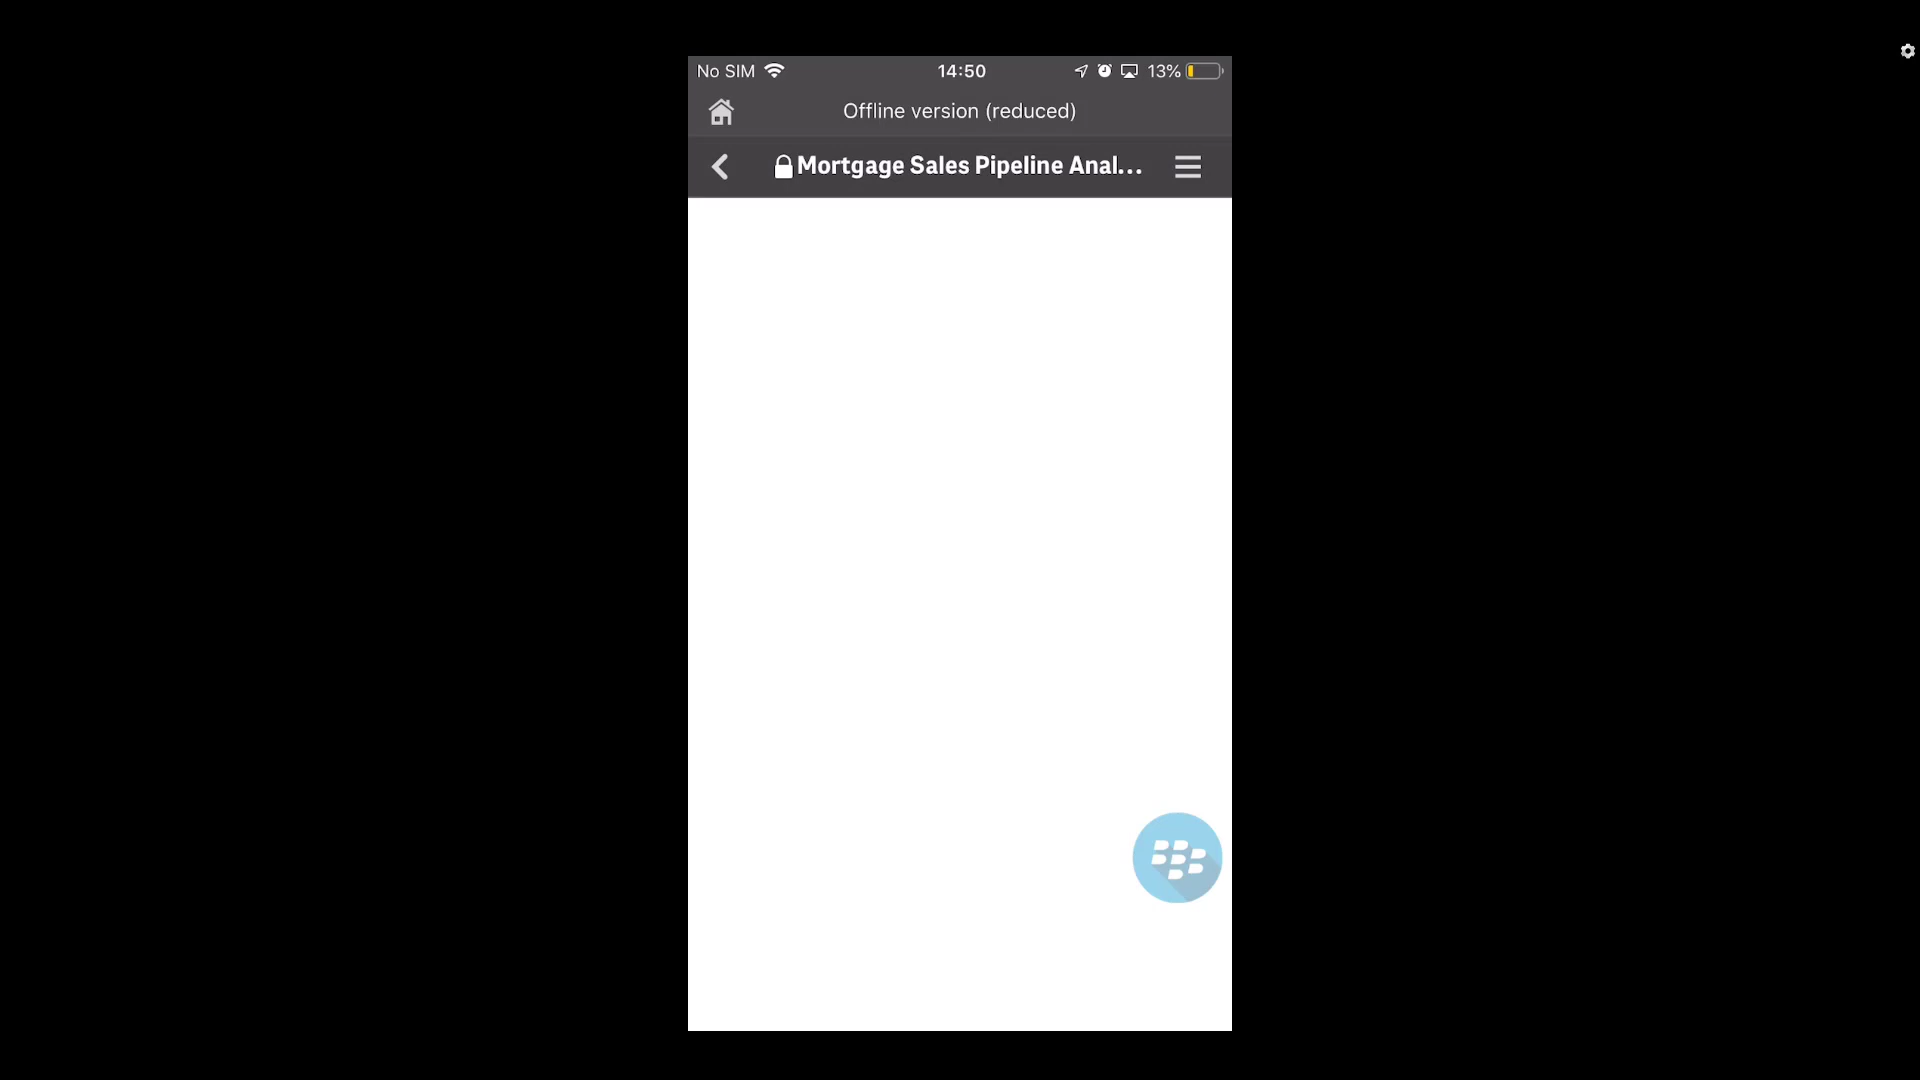 No SIM 14:50 13%
Offline version (reduced)
Mortgage Sales Pipeline Anal...